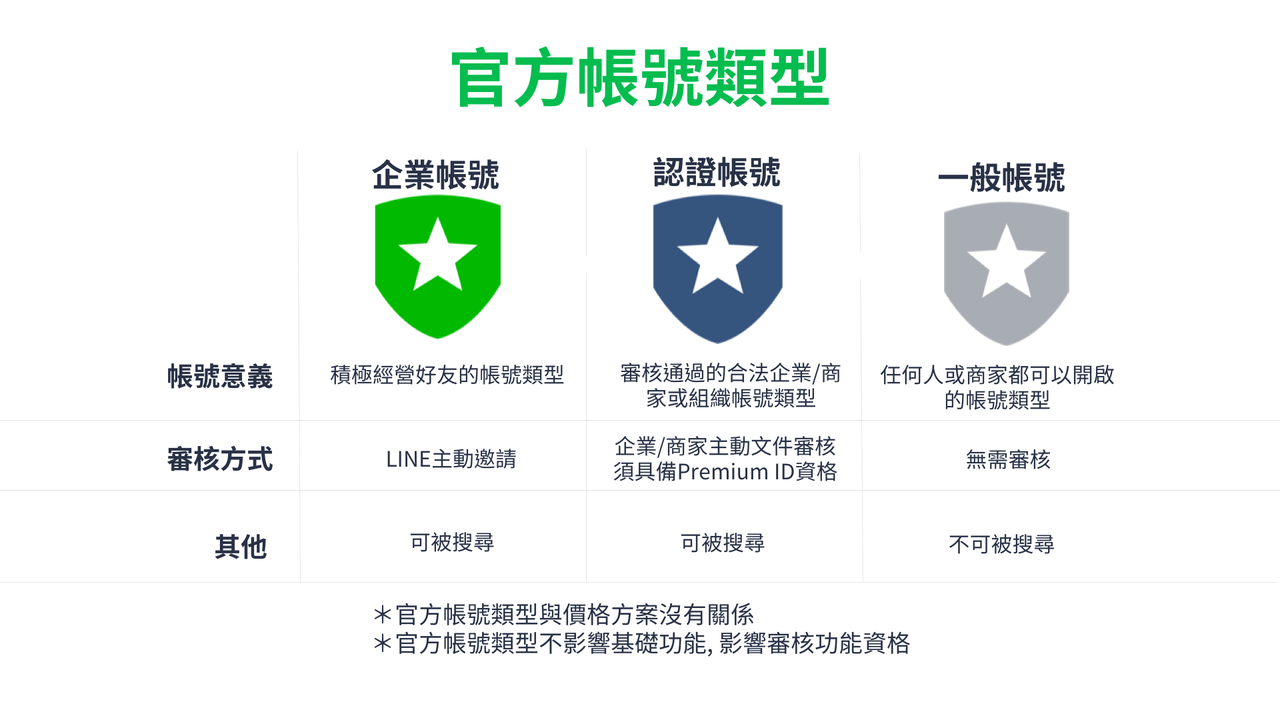 官方帳號類型
企業帳號
認證帳號
一般帳號
帳號意義
積極經營好友的帳號類型
審核通過的合法企業/商
家或組織帳號類型
任何人或商家都可以開啟
的帳號類型
審核方式
LINE主動邀請
企業/商家主動文件審核
須具備Premium ID資格
無需審核
其他
可被搜尋
可被搜尋
不可被搜尋
＊官方帳號類型與價格方案沒有關係
＊官方帳號類型不影響基礎功能, 影響審核功能資格